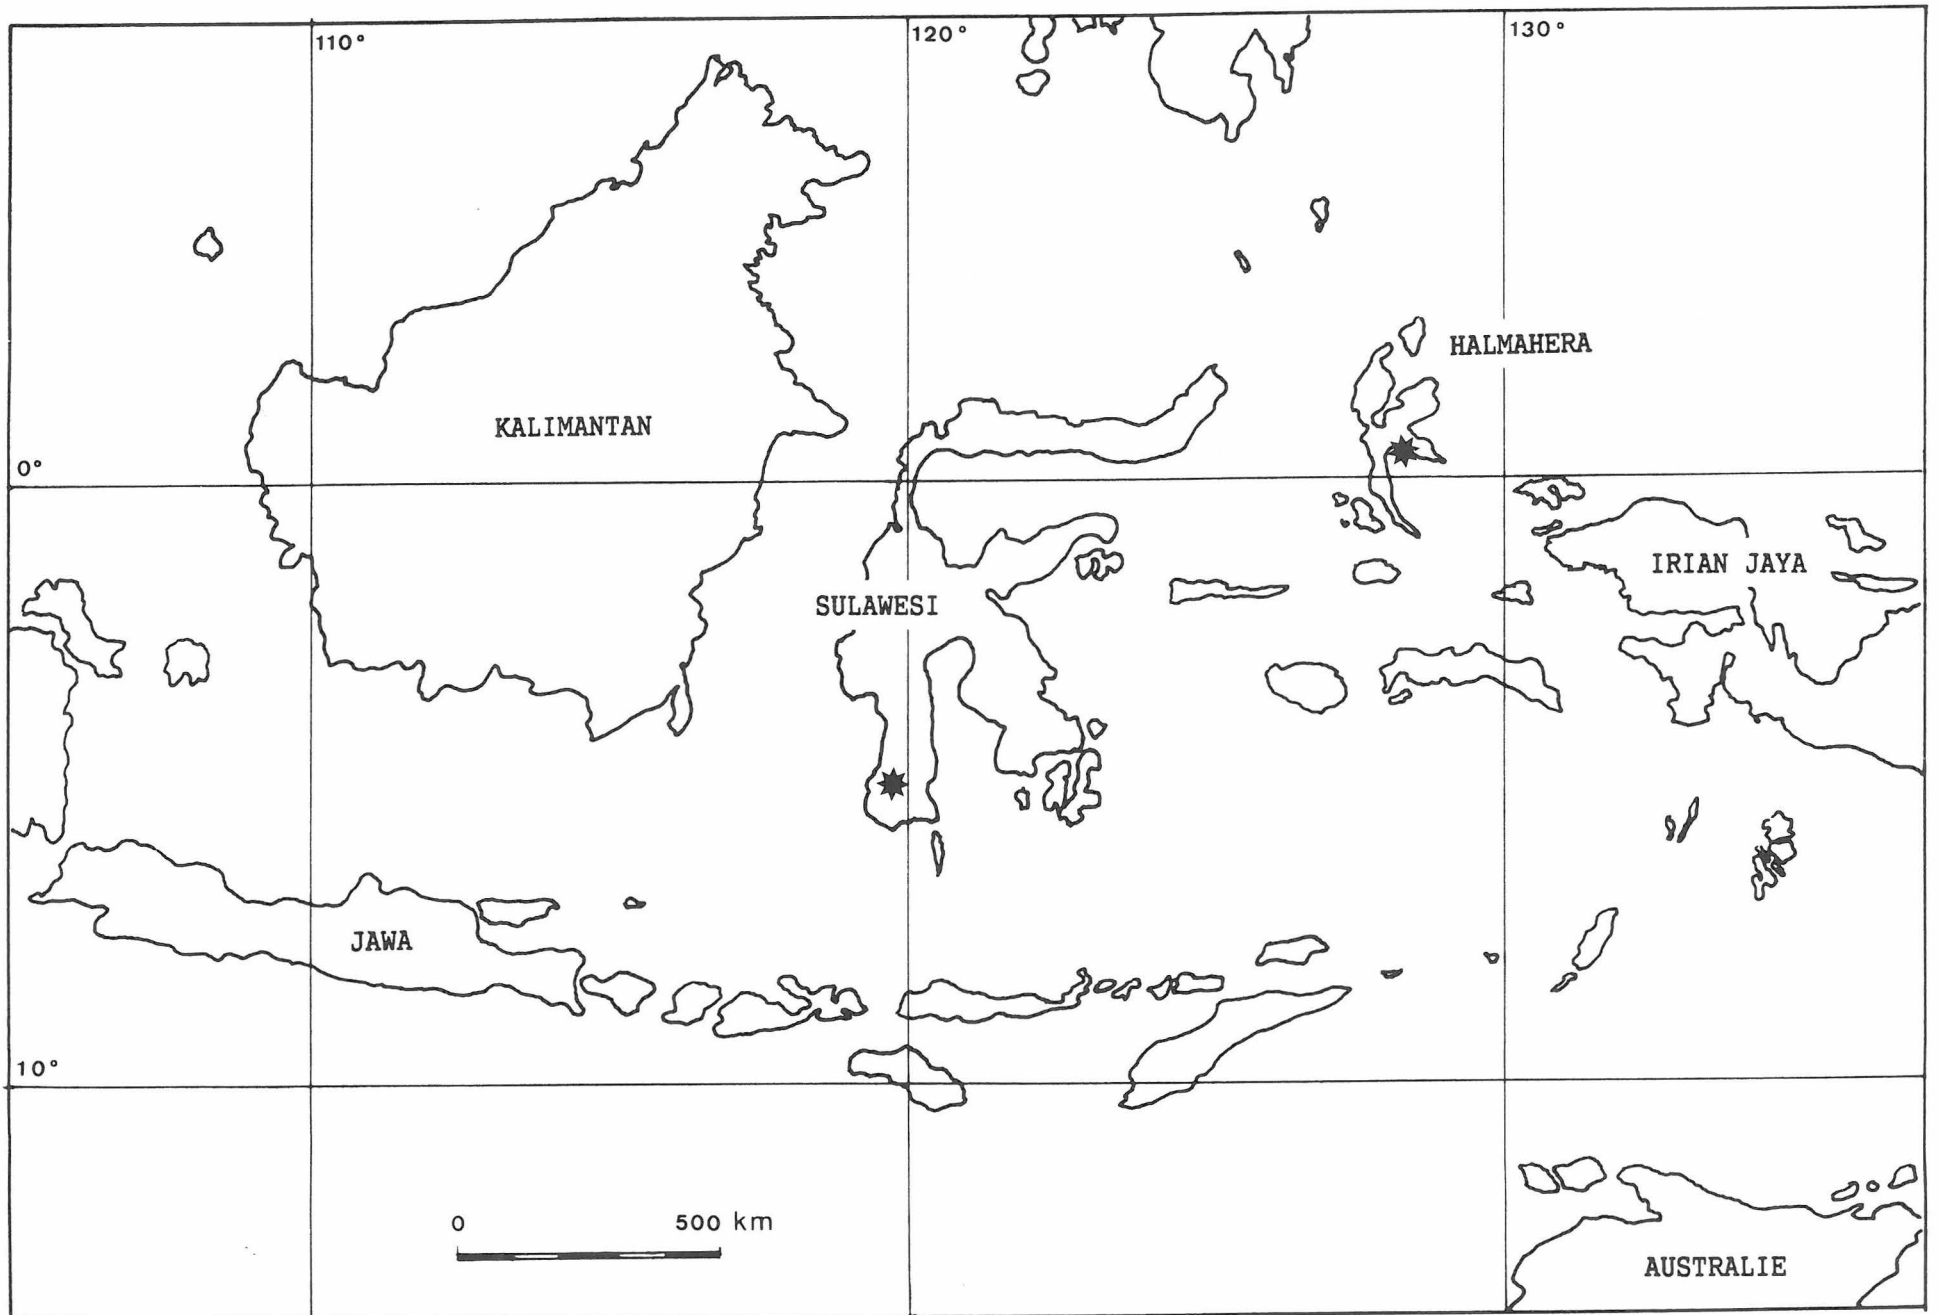 110°
120°
130°
HALMAHERA
KALIMANTAN
0°
IRIAN JAYA
SULAWESI
JAWA
10°
0 500 km
AUSTRALIE